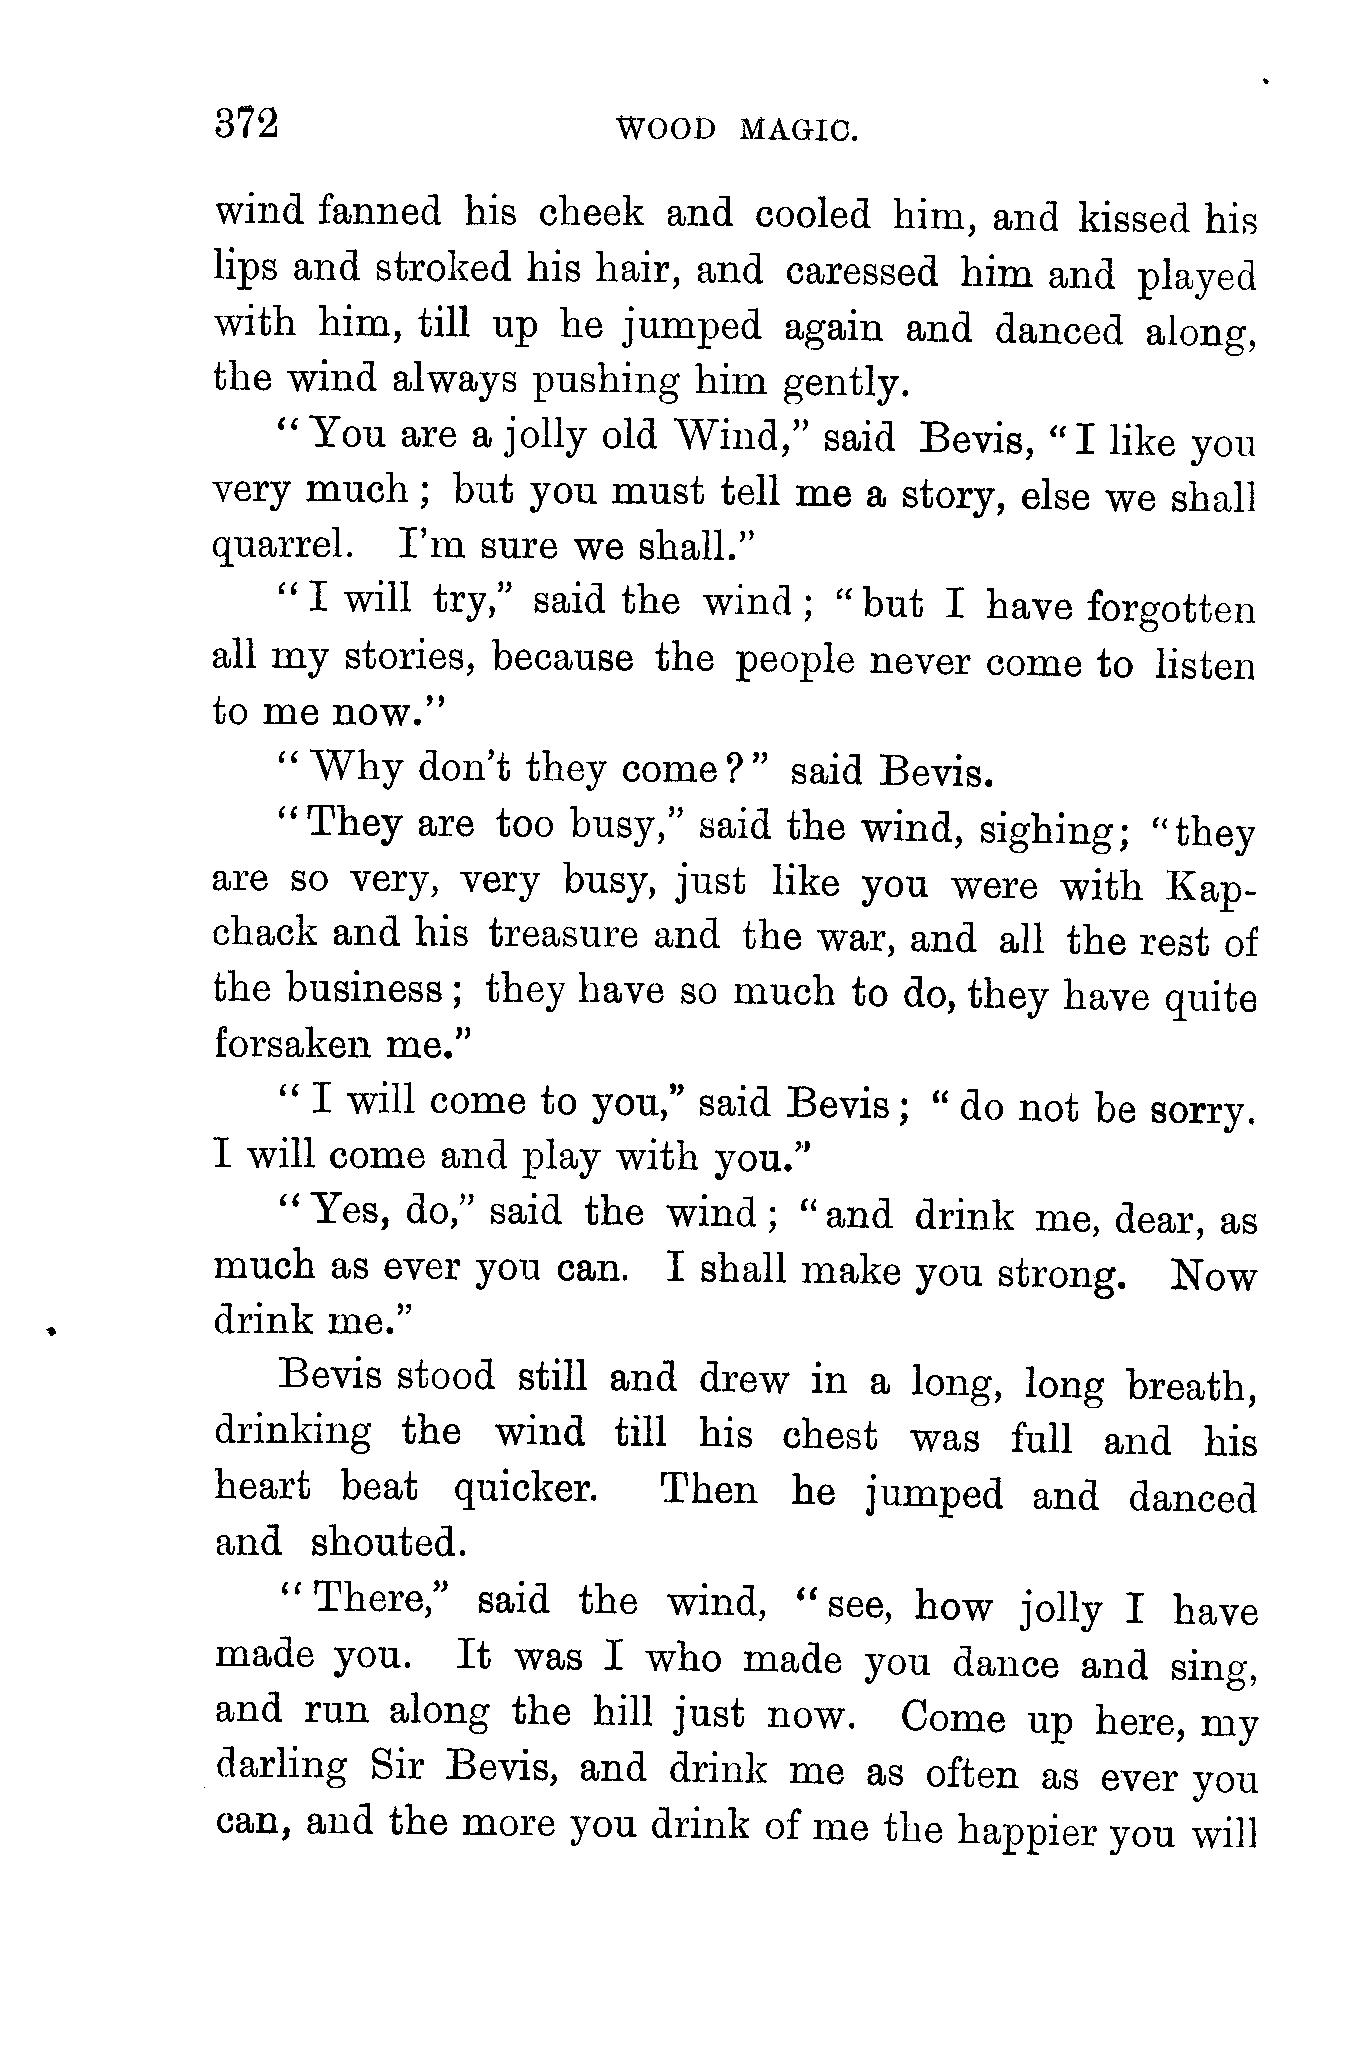 372 WOOD MAGIC.
wind fanned his cheek and cooled him, and kissed his
lips and stroked his hair, and caressed him and played
with him, till up he jumped again and danced along,
the wind always pushing him gently.
“You are a jolly old Wind,” said Bevis, “I like you
very much; but you must tell me a story, else we shall
quarrel. I’m sure we shall.”
“I will try,” said the wind; “but I have forgotten
all my stories, because the people never come to listen
to me now.”
“Why don’t they come?” said Bevis.
“They are too busy,” said the wind, sighing; “they
are so very, very busy, just like you were with Kap-
chack and his treasure and the war, and all the rest of
the business; they have so much to do, they have quite
forsaken me.”
“I will come to you,” said Bevis; “do not be sorry.
I will come and play with you.”
“Yes, do,” said the wind; “and drink me, dear, as
much as ever you can. I shall make you strong. Now
drink me.”
Bevis stood still and drew in a long, long breath,
drinking the wind till his chest was full and his
heart beat quicker. Then he jumped and danced
and shouted.
“There,” said the wind, “see, how jolly I have
made you. It was I who made you dance and sing,
and run along the hill just now. Come up here, my
darling Sir Bevis, and drink me as often as ever you
can, and the more you drink of me the happier you will